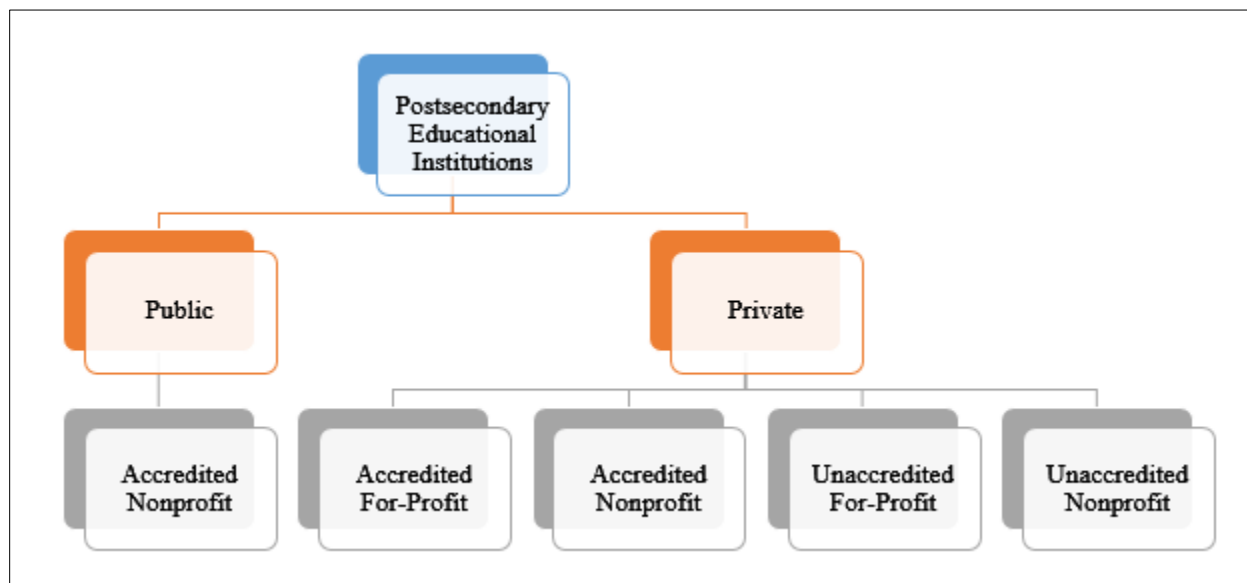 Postsecondary
Educational
Institutions
Public
Private
Accredited
Nonprofit
Accredited
For-Profit
Accredited
Nonprofit
Unaccredited
For-Profit
Unaccredited
Nonprofit